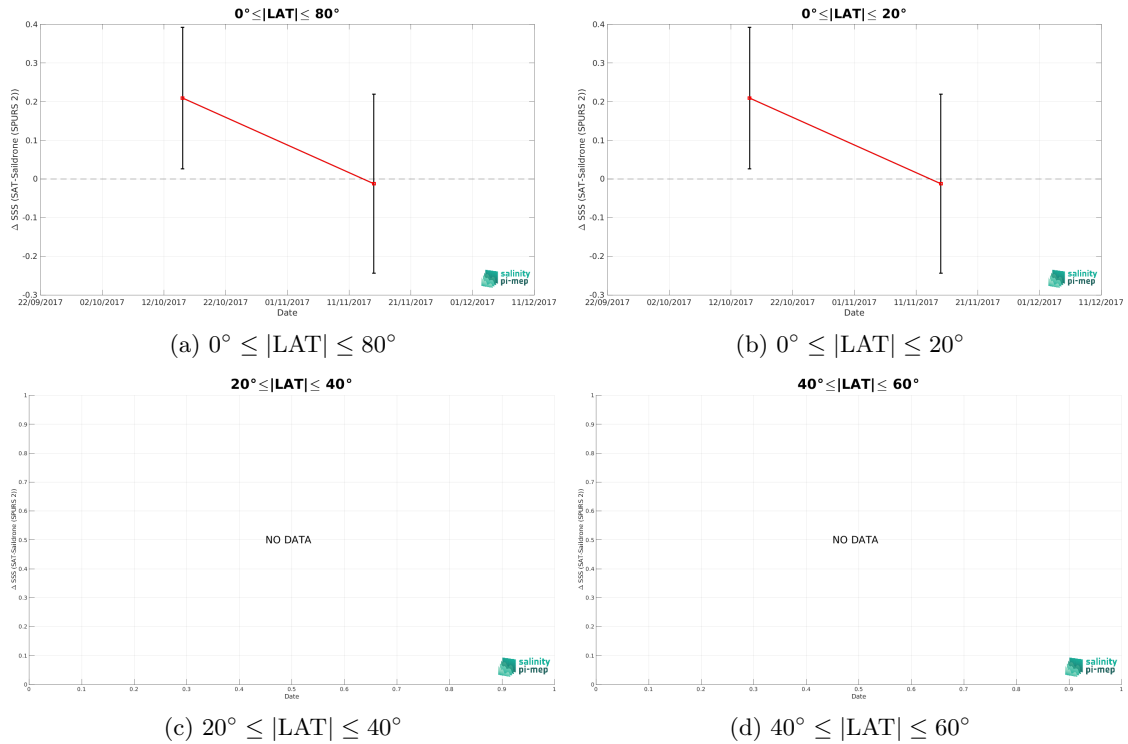 0°≤|LAT|≤ 80°
0.4
0.3
0.2
0.1
0
-0.1
-0.2
-0.3
Δ SSS (SAT-Saildrone (SPURS 2))
22/09/2017 02/10/2017 12/10/2017 22/10/2017 01/11/2017 11/11/2017 21/11/2017 01/12/2017 11/12/2017
Date
salinity
pi-mep
(a) 0° ≤ |LAT| ≤ 80°
0°≤|LAT|≤ 20°
0.4
0.3
0.2
0.1
0
-0.1
-0.2
-0.3
Δ SSS (SAT-Saildrone (SPURS 2))
22/09/2017 02/10/2017 12/10/2017 22/10/2017 01/11/2017 11/11/2017 21/11/2017 01/12/2017 11/12/2017
Date
salinity
pi-mep
(b) 0° ≤ |LAT| ≤ 20°
20°≤|LAT|≤ 40°
1
0.9
0.8
0.7
0.6
0.5
0.4
0.3
0.2
0.1
0
Δ SSS (SAT-Saildrone (SPURS 2))
NO DATA
0 0.1 0.2 0.3 0.4 0.5 0.6 0.7 0.8 0.9 1
Date
salinity
pi-mep
(c) 20° ≤ |LAT| ≤ 40°
40°≤|LAT|≤ 60°
1
0.9
0.8
0.7
0.6
0.5
0.4
0.3
0.2
0.1
0
Δ SSS (SAT-Saildrone (SPURS 2))
NO DATA
0 0.1 0.2 0.3 0.4 0.5 0.6 0.7 0.8 0.9 1
Date
salinity
pi-mep
(d) 40° ≤ |LAT| ≤ 60°